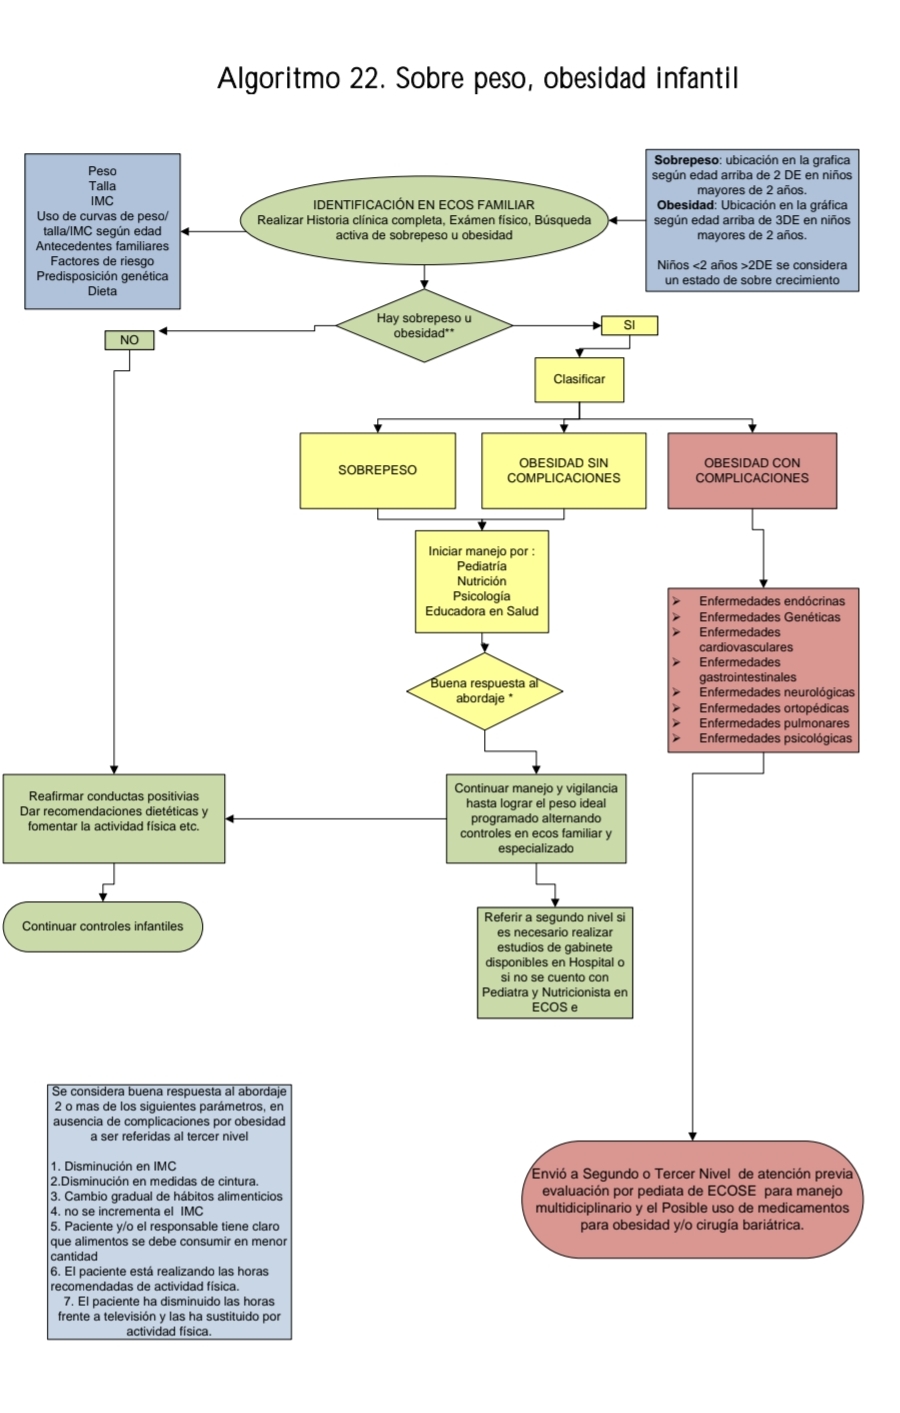 Algoritmo 22. Sobre peso, obesidad infantil
Peso
Talla
IMC
Uso de curvas de peso/
talla/IMC según edad
Antecedentes familiares
Factores de riesgo
Predisposición genética
Dieta
IDENTIFICACIÓN EN ECOS FAMILIAR
Realizar Historia clínica completa, Exámen físico, Búsqueda
activa de sobrepeso u obesidad
Sobrepeso: ubicación en la grafica
según edad arriba de 2 DE en niños
mayores de 2 años.
Obesidad: Ubicación en la gráfica
según edad arriba de 3DE en niños
mayores de 2 años.
Niños <2 años >2DE se considera
un estado de sobre crecimiento
Hay sobrepeso u
obesidad**
NO
SI
Clasificar
SOBREPESO
OBESIDAD SIN
COMPLICACIONES
OBESIDAD CON
COMPLICACIONES
Iniciar manejo por :
Pediatría
Nutrición
Psicología
Educadora en Salud
➢ Enfermedades endócrinas
➢ Enfermedades Genéticas
➢ Enfermedades
cardiovasculares
➢ Enfermedades
gastrointestinales
➢ Enfermedades neurológicas
➢ Enfermedades ortopédicas
➢ Enfermedades pulmonares
➢ Enfermedades psicológicas
Buena respuesta al
abordaje *
Reafirmar conductas positivias
Dar recomendaciones dietéticas y
fomentar la actividad física etc.
Continuar manejo y vigilancia
hasta lograr el peso ideal
programado alternando
controles en ecos familiar y
especializado
Continuar controles infantiles
Referir a segundo nivel si
es necesario realizar
estudios de gabinete
disponibles en Hospital o
si no se cuento con
Pediatra y Nutricionista en
ECOS e
Se considera buena respuesta al abordaje
2 o mas de los siguientes parámetros, en
ausencia de complicaciones por obesidad
a ser referidas al tercer nivel
1. Disminución en IMC
2.Disminución en medidas de cintura.
3. Cambio gradual de hábitos alimenticios
4. no se incrementa el IMC
5. Paciente y/o el responsable tiene claro
que alimentos se debe consumir en menor
cantidad
6. El paciente está realizando las horas
recomendadas de actividad física.
7. El paciente ha disminuido las horas
frente a televisión y las ha sustituido por
actividad física.
Envió a Segundo o Tercer Nivel de atención previa
evaluación por pediata de ECOSE para manejo
multidiciplinario y el Posible uso de medicamentos
para obesidad y/o cirugía bariátrica.